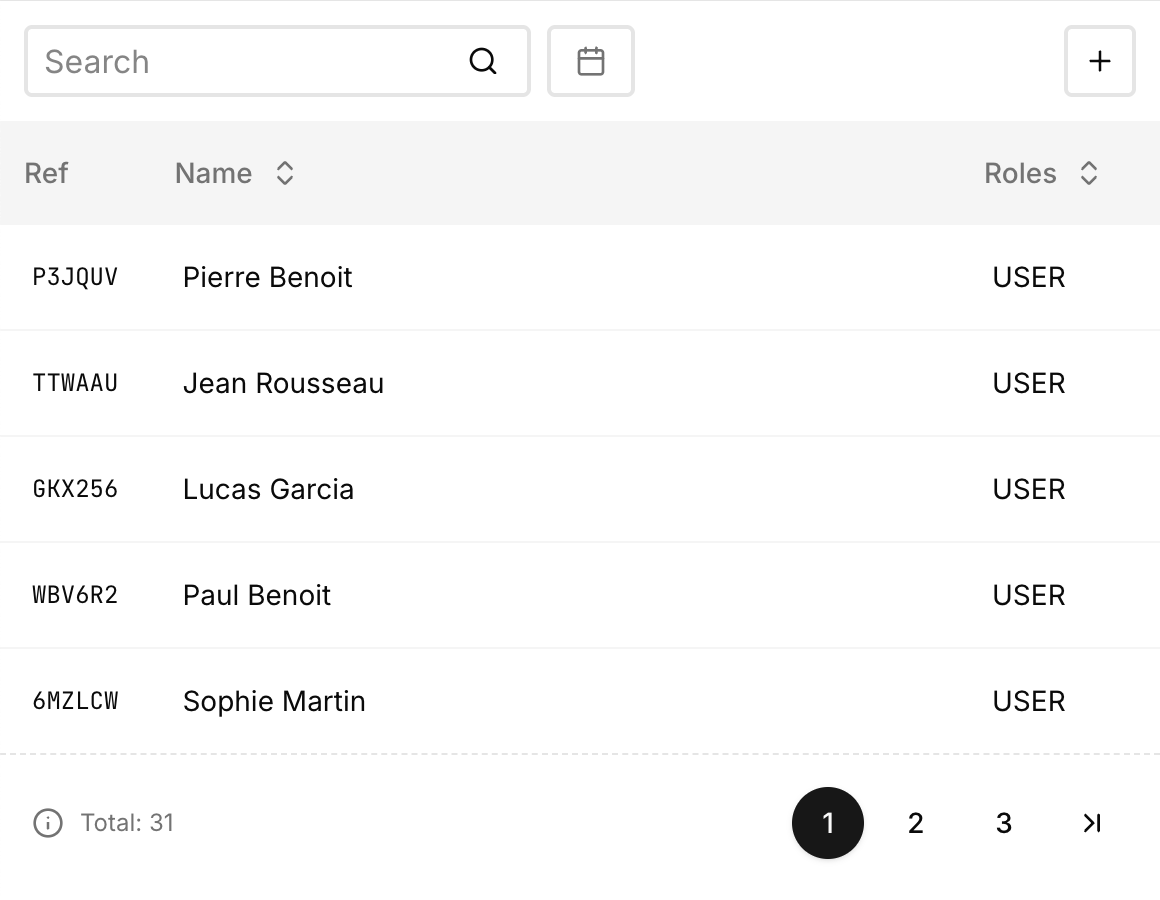 Search
Ref Name Roles
P3JQUV Pierre Benoit USER
TTWAAU Jean Rousseau USER
GKX256 Lucas Garcia USER
WBV6R2 Paul Benoit USER
6MZLCW Sophie Martin USER
Total: 31 1 2 3